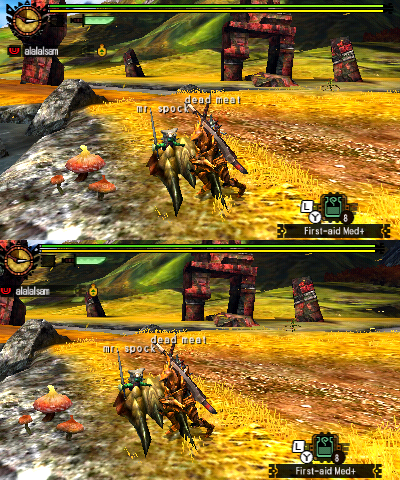 alalalsam
dead meat
mr. spock
L
Y
8
First-aid Med+
alalalsam
dead meat
mr. spock
L
Y
8
First-aid Med+